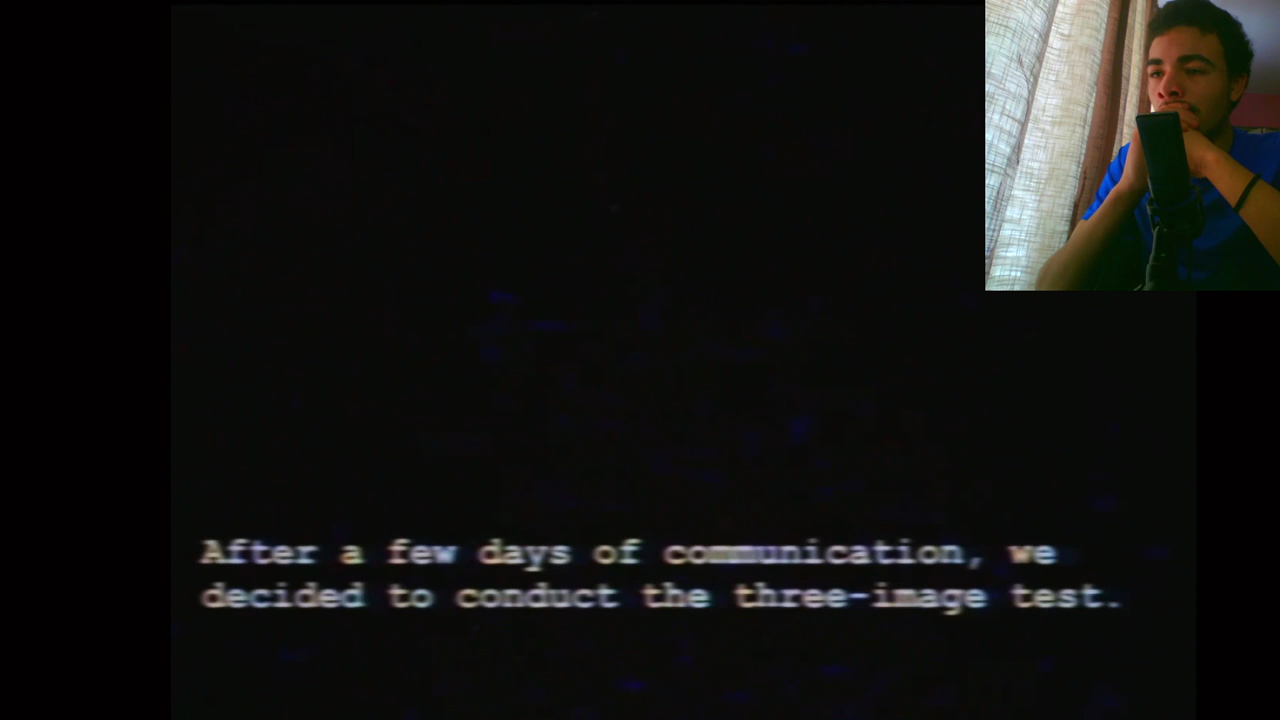 After a few days of communication, we
decided to conduct the three-image test.